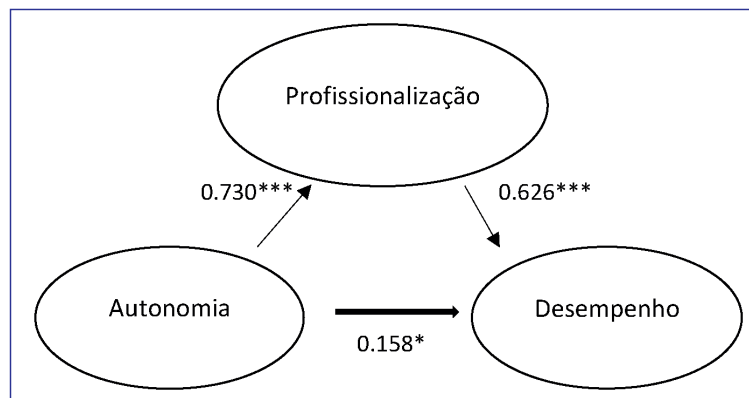 Profissionalização
0.730***
0.626***
Autonomia
Desempenho
0.158*